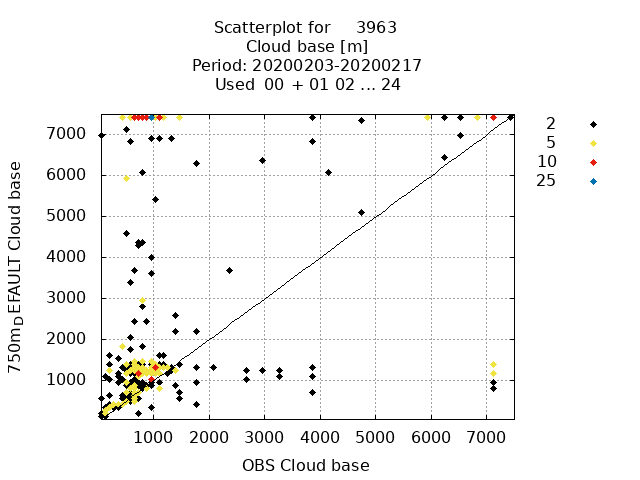 Scatterplot for 3963
Cloud base [m]
Period: 20200203-20200217
Used 00 + 01 02 ... 24
750mDEFAULT Cloud base
7000
6000
5000
4000
3000
2000
1000
1000 2000 3000 4000 5000 6000 7000
OBS Cloud base
2
5
10
25